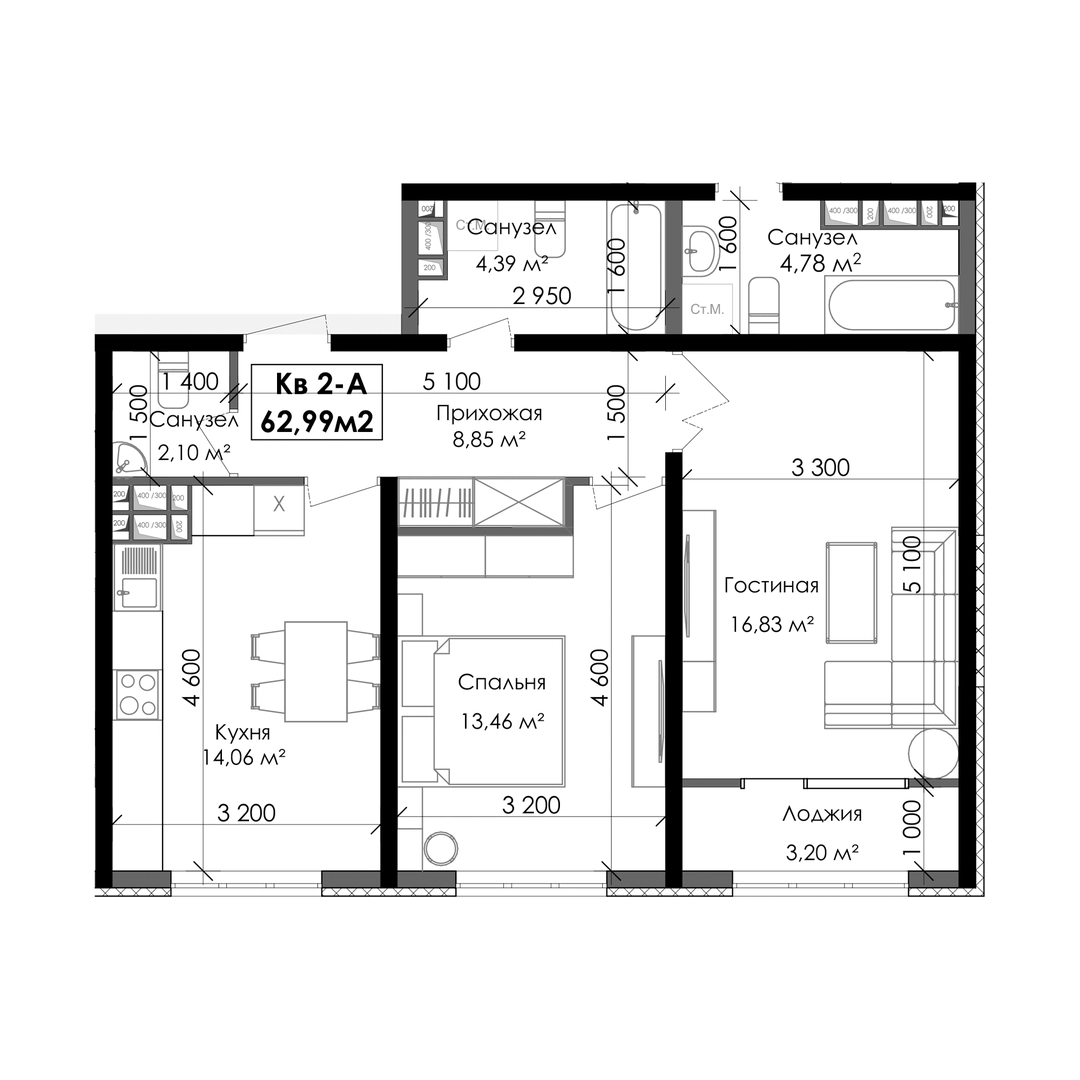 200
400 /300
200
Ст.М.
Санузел
4,39 м²
1 600
2 950
1 600
Санузел
4,78 м²
400 /300
200
400 /300
200
200
Ст.М.
1 400
1 500
Санузел
2,10 м²
Кв 2-А
62,99м2
5 100
Прихожая
8,85 м²
1 500
3 300
200
400 /300
200
200
400 /300
200
X
5 100
Гостиная
16,83 м²
4 600
Кухня
14,06 м²
3 200
Спальня
13,46 м²
4 600
3 200
Лоджия
3,20 м²
1 000